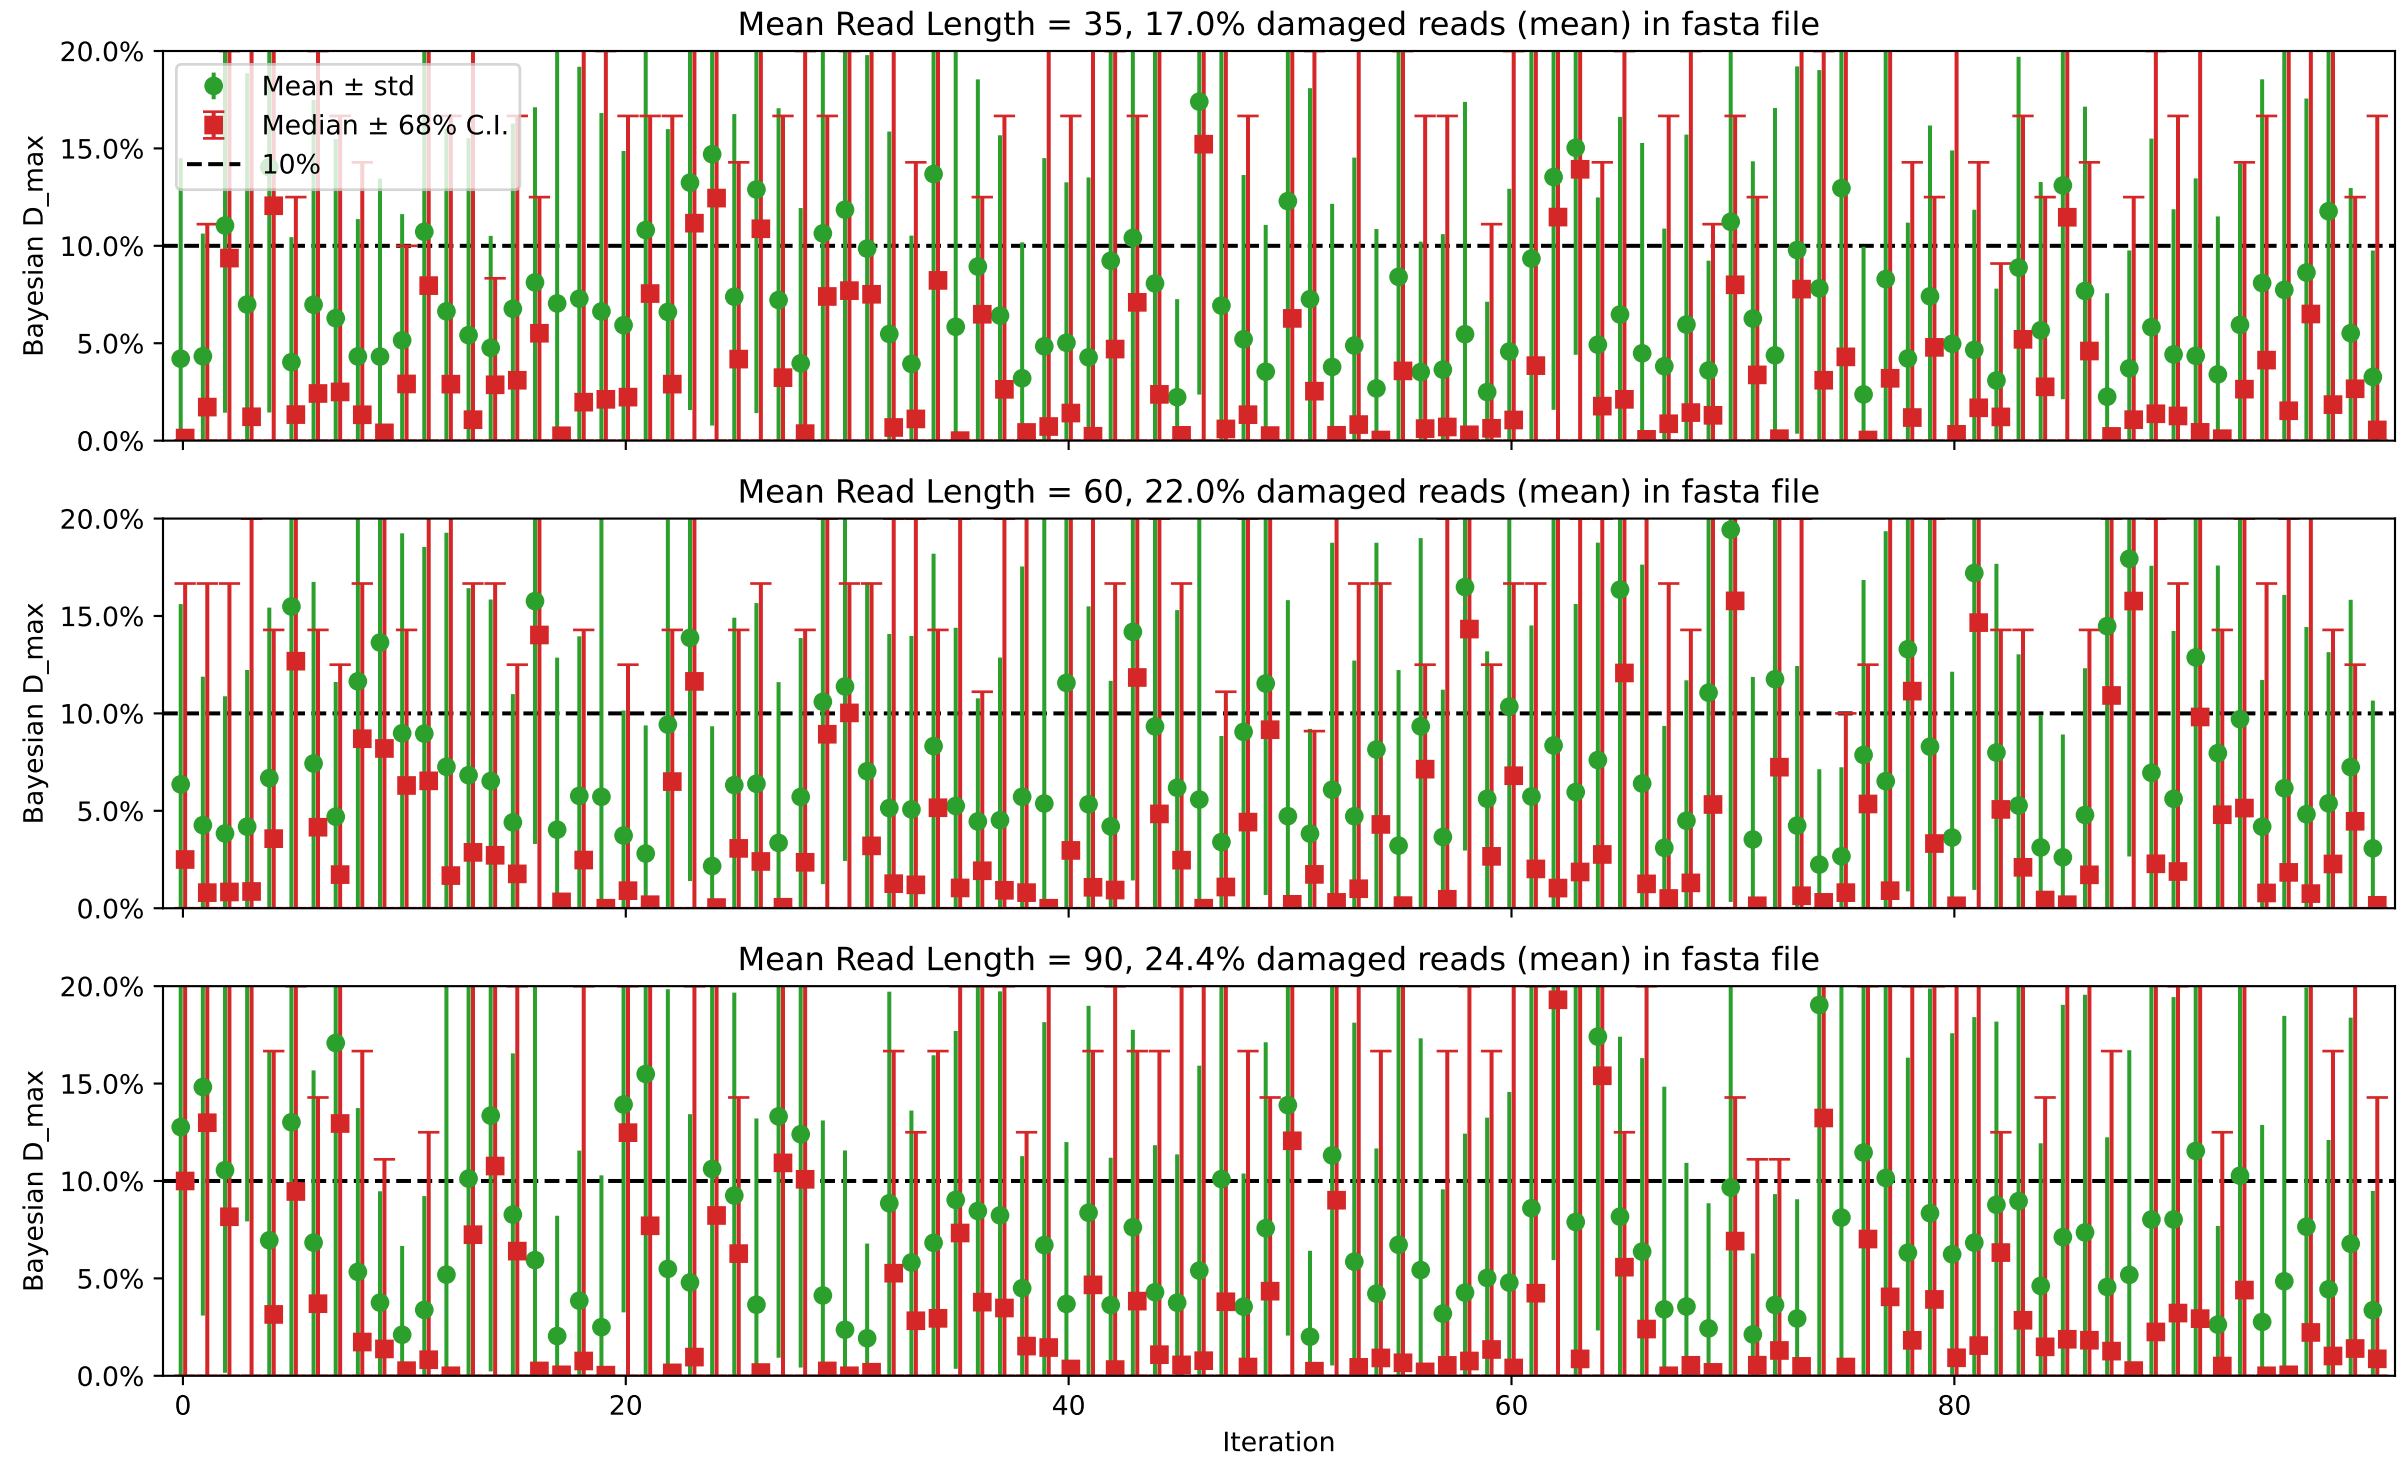 Mean Read Length = 35, 17.0% damaged reads (mean) in fasta file
20.0%
15.0%
10.0%
5.0%
0.0%
Bayesian D_max
Mean ± std
Median ± 68% C.I.
10%
Mean Read Length = 60, 22.0% damaged reads (mean) in fasta file
20.0%
15.0%
10.0%
5.0%
0.0%
Bayesian D_max
Mean Read Length = 90, 24.4% damaged reads (mean) in fasta file
20.0%
15.0%
10.0%
5.0%
0.0%
Bayesian D_max
0 20 40 60 80
Iteration